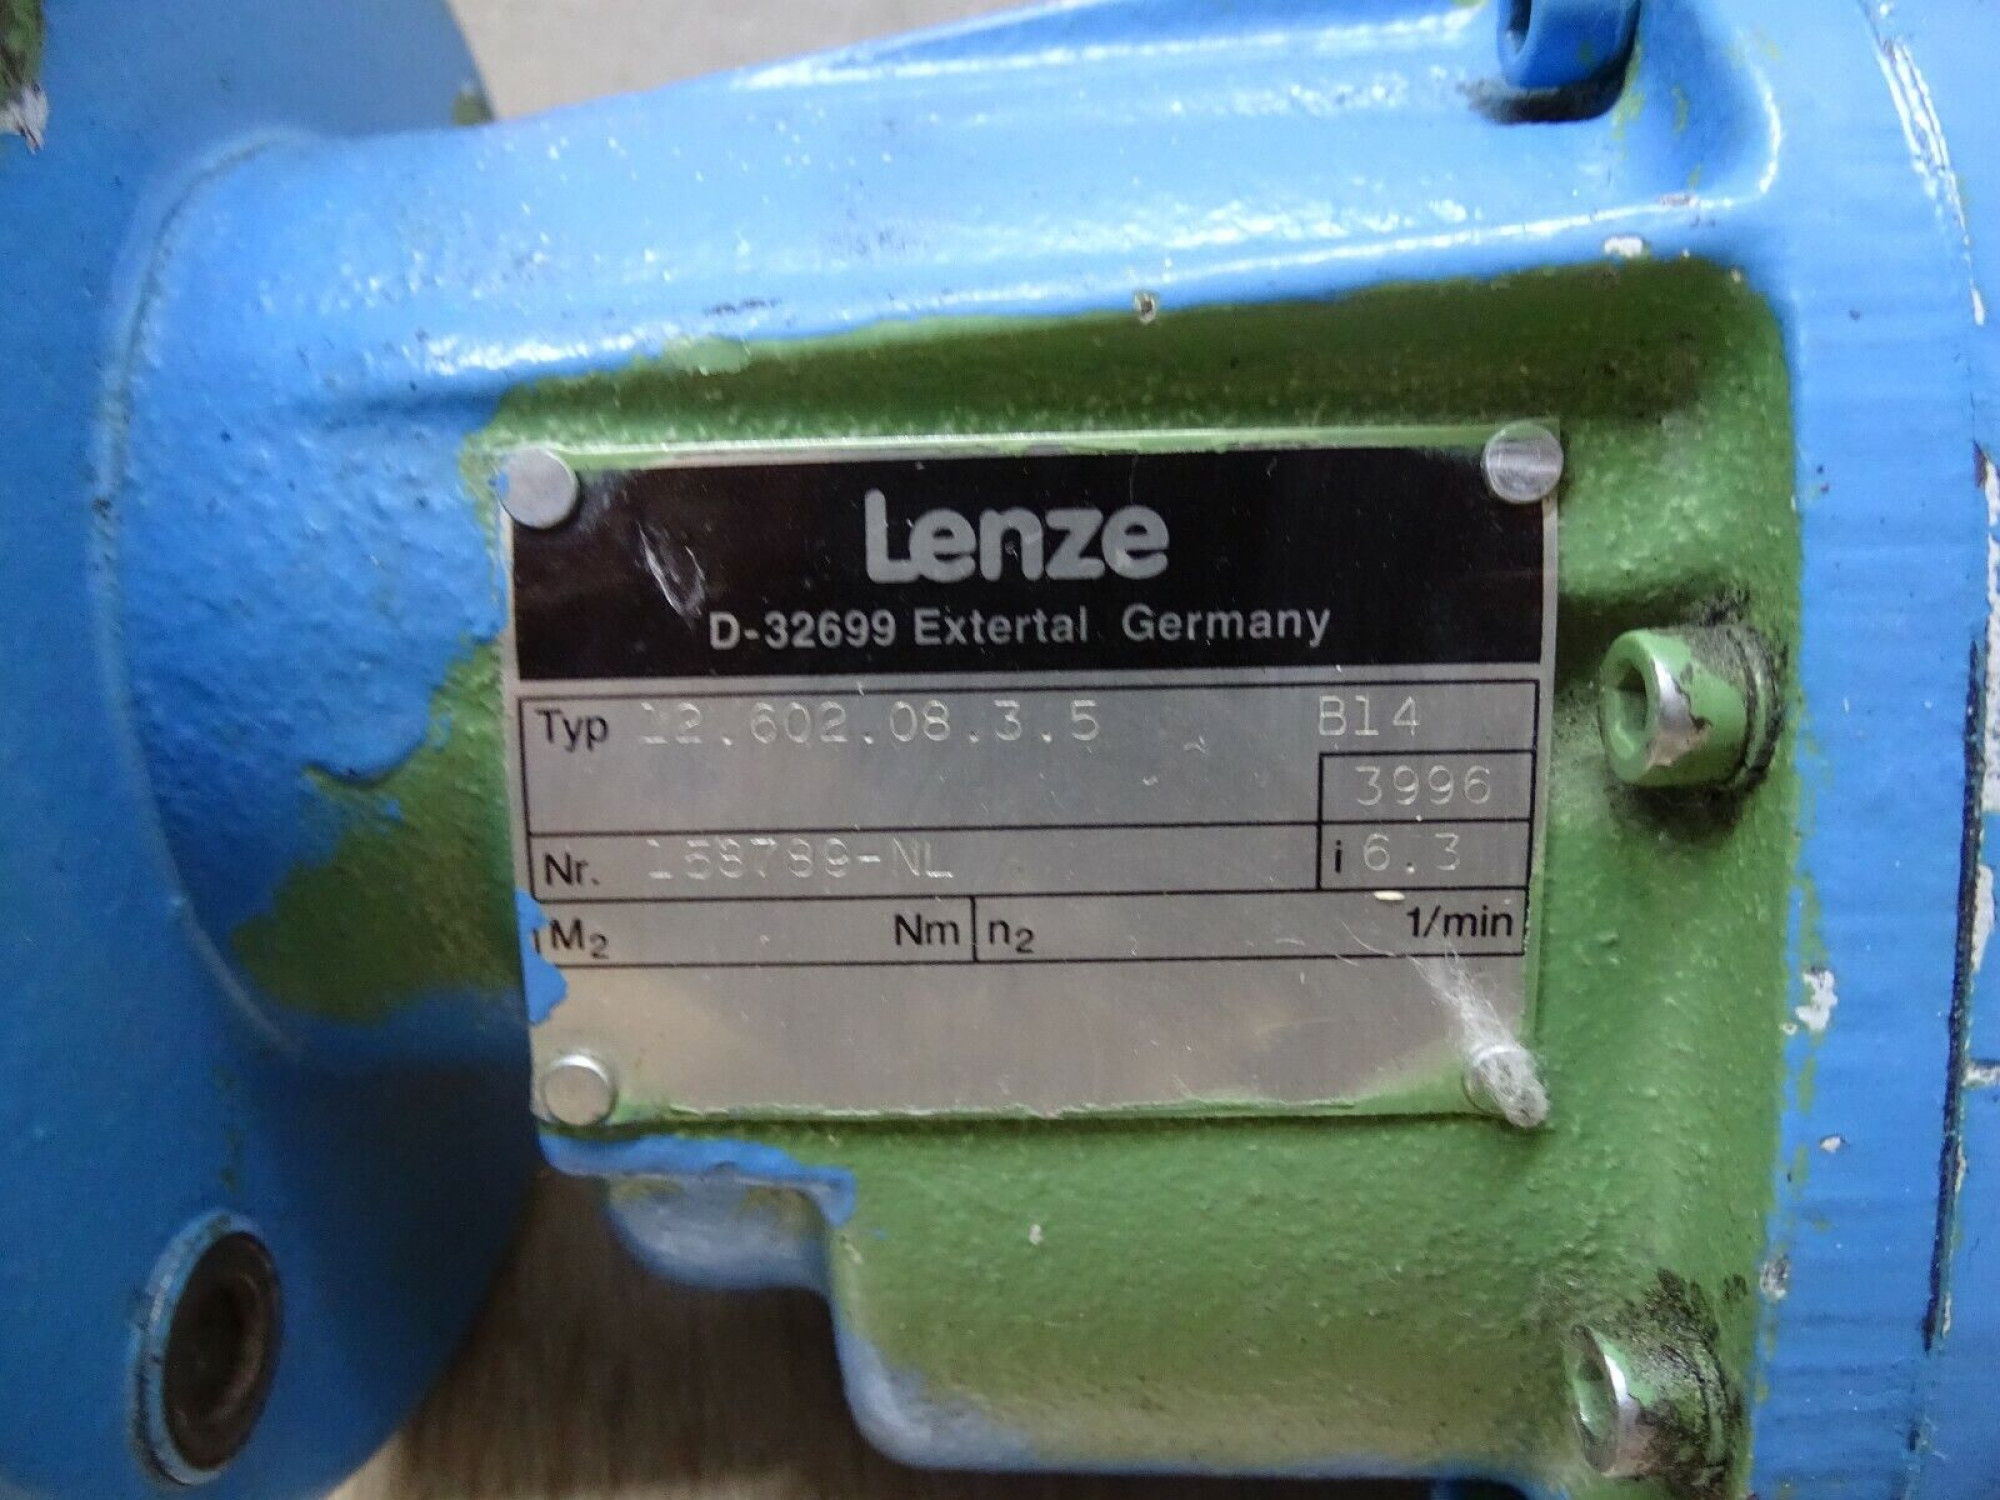 Lenze
D-32699 Extertal Germany
Typ 12.602.08.3.5 B14
3996
Nr. 158789-NL i 6.3
M2 Nm n2 1/min